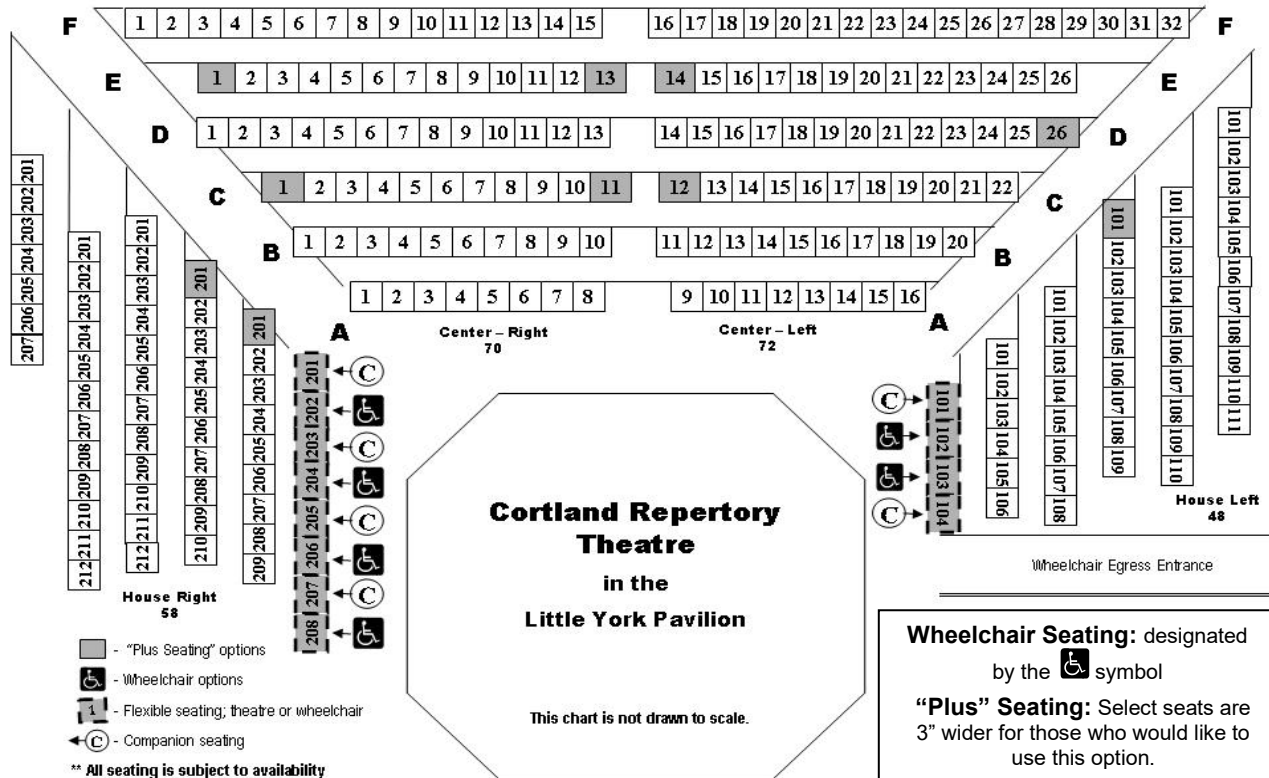 F 1 2 3 4 5 6 7 8 9 10 11 12 13 14 15 16 17 18 19 20 21 22 23 24 25 26 27 28 29 30 31 32 F
E 1 2 3 4 5 6 7 8 9 10 11 12 13 14 15 16 17 18 19 20 21 22 23 24 25 26 E
D 1 2 3 4 5 6 7 8 9 10 11 12 13 14 15 16 17 18 19 20 21 22 23 24 25 26 D
C 1 2 3 4 5 6 7 8 9 10 11 12 13 14 15 16 17 18 19 20 21 22 C
B 1 2 3 4 5 6 7 8 9 10 11 12 13 14 15 16 17 18 19 20 B
A 1 2 3 4 5 6 7 8 9 10 11 12 13 14 15 16 A
Center – Right
70
Center – Left
72
201 202 203 204 205 206 207
201 202 203 204 205 206 207 208 209 210 211 212
201 202 203 204 205 206 207 208 209 210 211 212
201 202 203 204 205 206 207 208 209 210
201 202 203 204 205 206 207 208 209
201 202 203 204 205 206 207 208
C
C
C
C
House Right
58
C
C
101 102 103 104
101 102 103 104 105 106
101 102 103 104 105 106 107 108
101 102 103 104 105 106 107 108 109
101 102 103 104 105 106 107 108 109 110
101 102 103 104 105 106 107 108 109 110 111
House Left
48
Wheelchair Egress Entrance
Cortland Repertory
Theatre
in the
Little York Pavilion
This chart is not drawn to scale.
- "Plus Seating" options
- Wheelchair options
1 - Flexible seating; theatre or wheelchair
C - Companion seating
** All seating is subject to availability
Wheelchair Seating: designated
by the symbol
“Plus” Seating: Select seats are
3” wider for those who would like to
use this option.